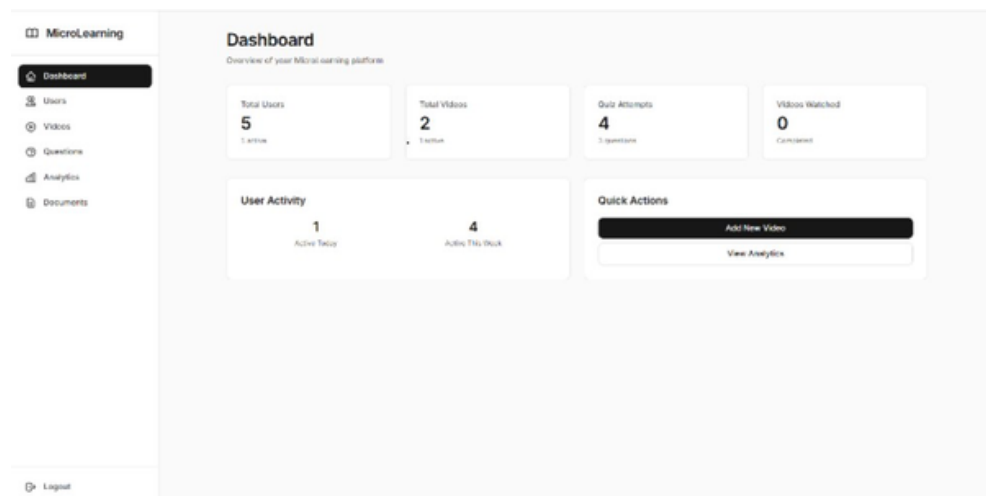 MicroLearning
Dashboard
Users
Videos
Questions
Analytics
Documents
Logout
Dashboard
Overview of your MicroLearning platform
Total Users
5
1 active
Total Videos
2
1 active
Quiz Attempts
4
3 questions
Videos Watched
0
Completed
User Activity
1
Active Today
4
Active This Week
Quick Actions
Add New Video
View Analytics